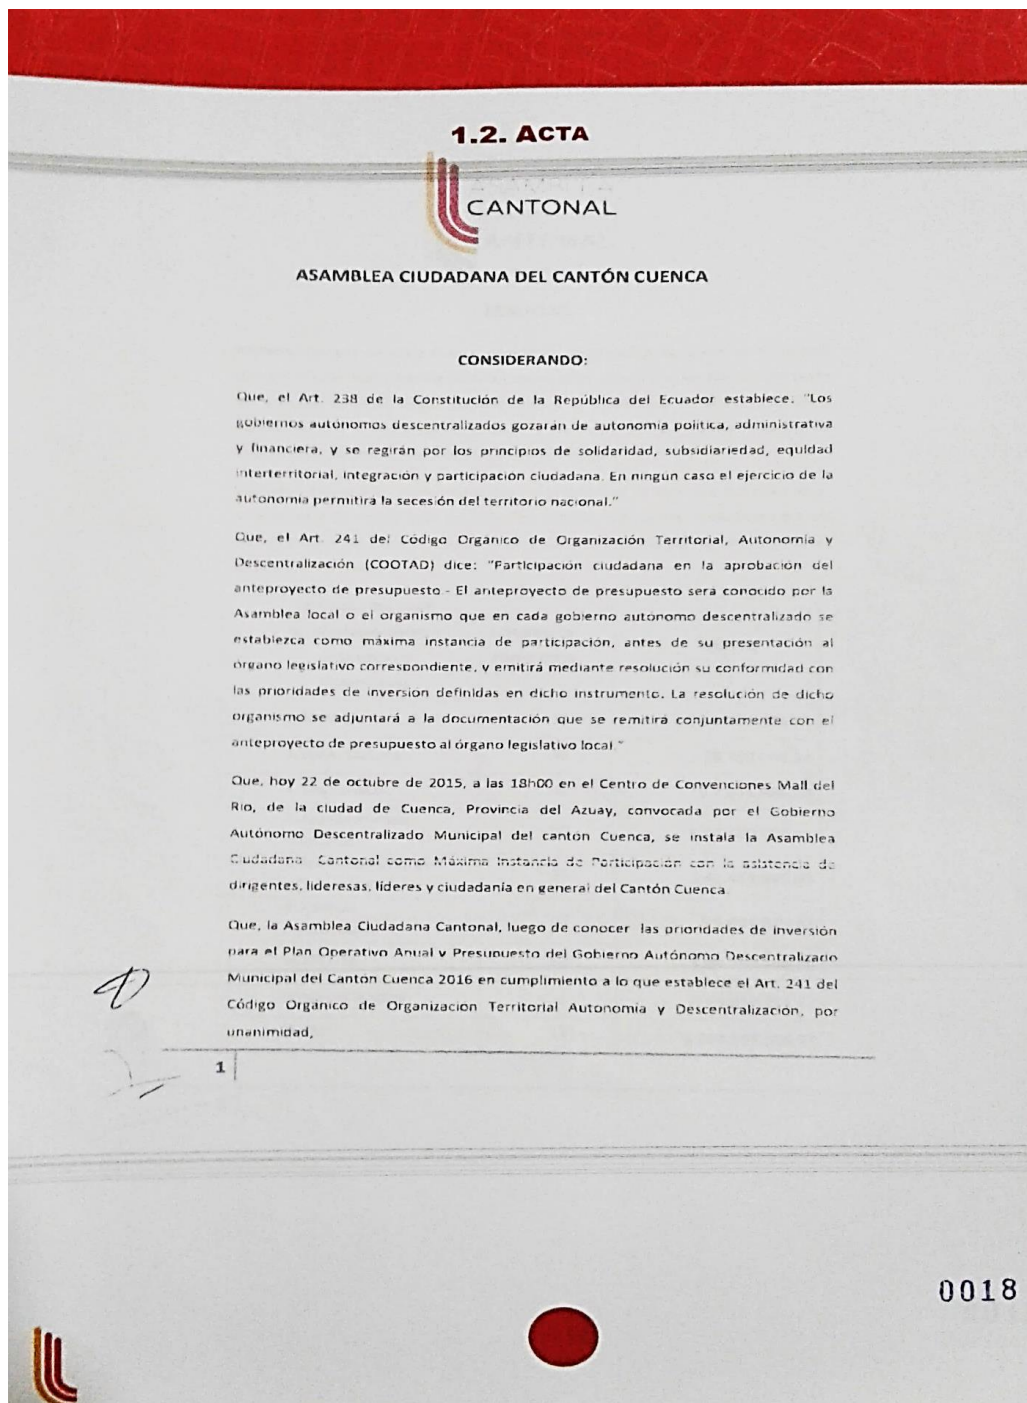 1.2. ACTA
CANTONAL
ASAMBLEA CIUDADANA DEL CANTÓN CUENCA
CONSIDERANDO:
Que, el Art. 238 de la Constitución de la República del Ecuador establece. "Los
gobiernos autónomos descentralizados gozarán de autonomía política, administrativa
y financiera, y se regirán por los principios de solidaridad, subsidiariedad, equidad
interterritorial, integración y participación ciudadana. En ningún caso el ejercicio de la
autonomía permitirá la secesión del territorio nacional."
Que, el Art. 241 del Código Orgánico de Organización Territorial, Autonomía y
Descentralización (COOTAD) dice: "Participación ciudadana en la aprobación del
anteproyecto de presupuesto - El anteproyecto de presupuesto será conocido por la
Asamblea local o el organismo que en cada gobierno autónomo descentralizado se
establezca como máxima instancia de participación, antes de su presentación al
órgano legislativo correspondiente, y emitirá mediante resolución su conformidad con
las prioridades de inversión definidas en dicho instrumento. La resolución de dicho
organismo se adjuntará a la documentación que se remitirá conjuntamente con el
anteproyecto de presupuesto al órgano legislativo local."
Que, hoy 22 de octubre de 2015, a las 18h00 en el Centro de Convenciones Mall del
Río, de la ciudad de Cuenca, Provincia del Azuay, convocada por el Gobierno
Autónomo Descentralizado Municipal del cantón Cuenca, se instala la Asamblea
Ciudadana Cantonal como Máxima Instancia de Participación con la asistencia de
dirigentes, lideresas, líderes y ciudadanía en general del Cantón Cuenca
Que, la Asamblea Ciudadana Cantonal, luego de conocer las prioridades de inversión
para el Plan Operativo Anual y Presupuesto del Gobierno Autónomo Descentralizado
Municipal del Cantón Cuenca 2016 en cumplimiento a lo que establece el Art. 241 del
Código Orgánico de Organización Territorial Autonomía y Descentralización, por
unanimidad,
1
0018